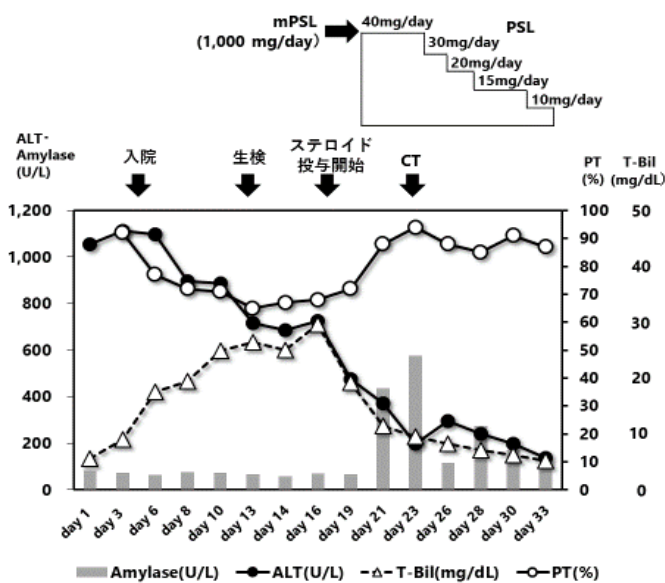 mPSL
(1,000 mg/day）
40mg/day
PSL
30mg/day
20mg/day
15mg/day
10mg/day
ALT-
Amylase
(U/L)
入院
生検
ステロイド
投与開始
CT
PT
(%)
T-Bil
(mg/dL)
1,200
1,000
800
600
400
200
0
100
90
80
70
60
50
40
30
20
10
0
50
40
30
20
10
0
day 1
day 3
day 6
day 8
day 10
day 13
day 14
day 16
day 19
day 21
day 23
day 26
day 28
day 30
day 33
Amylase(U/L)
ALT(U/L)
T-Bil(mg/dL)
PT(%)